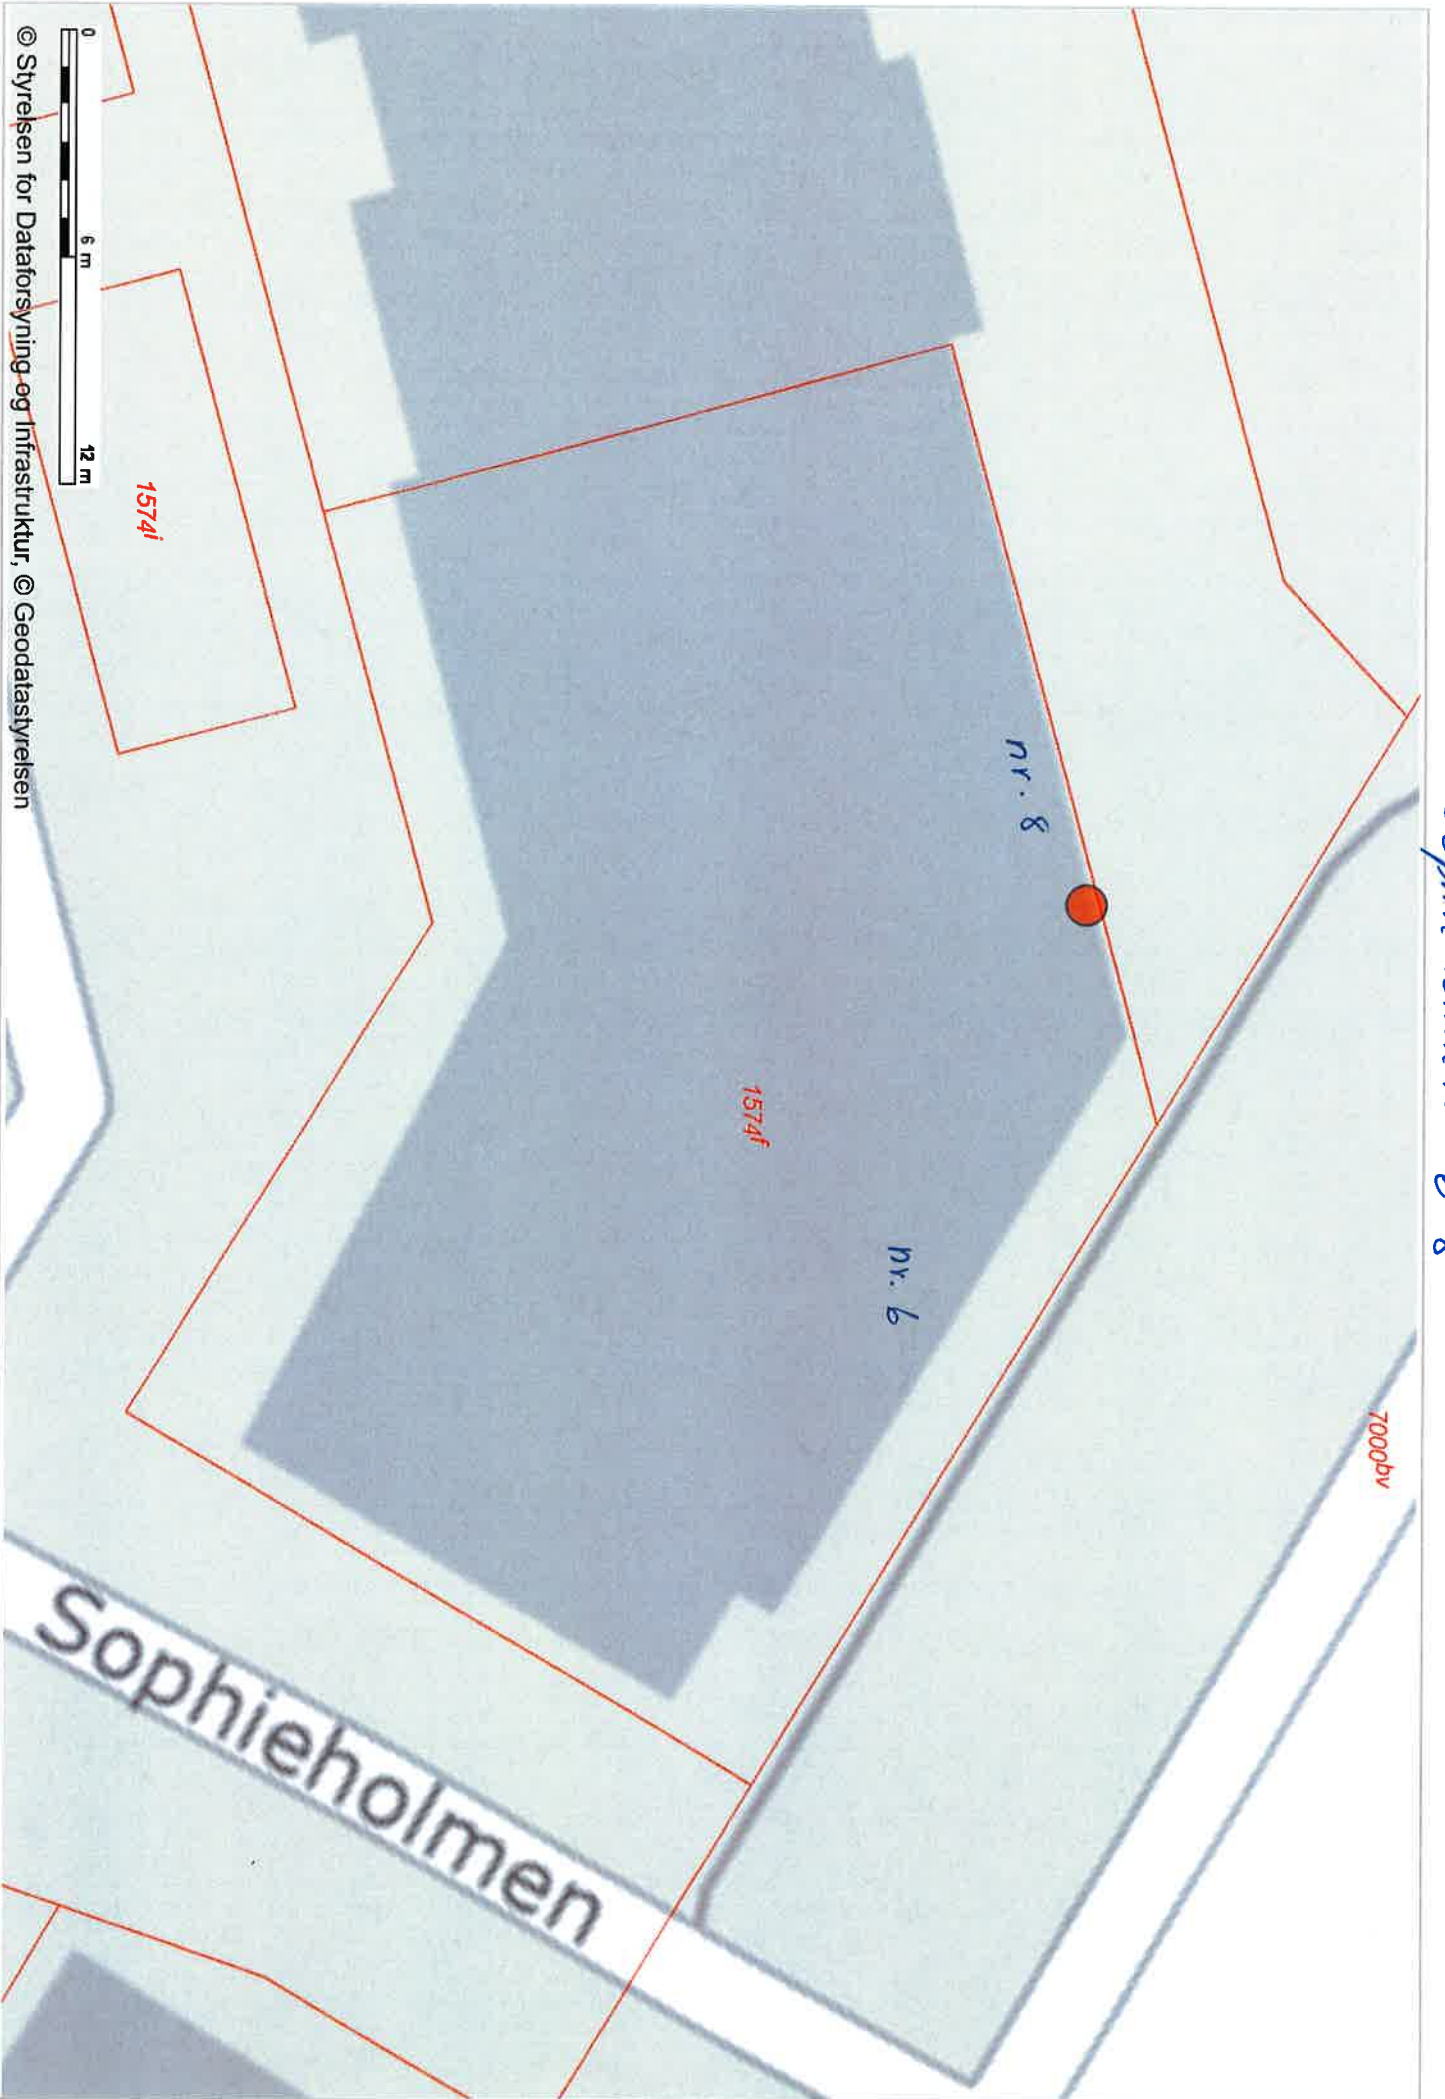 7000bv
nr. 8
nr. 6
1574f
1574i
Sophieholmen
0
6 m
12 m
© Styrelsen for Dataforsyning og Infrastruktur, © Geodatastyrelsen